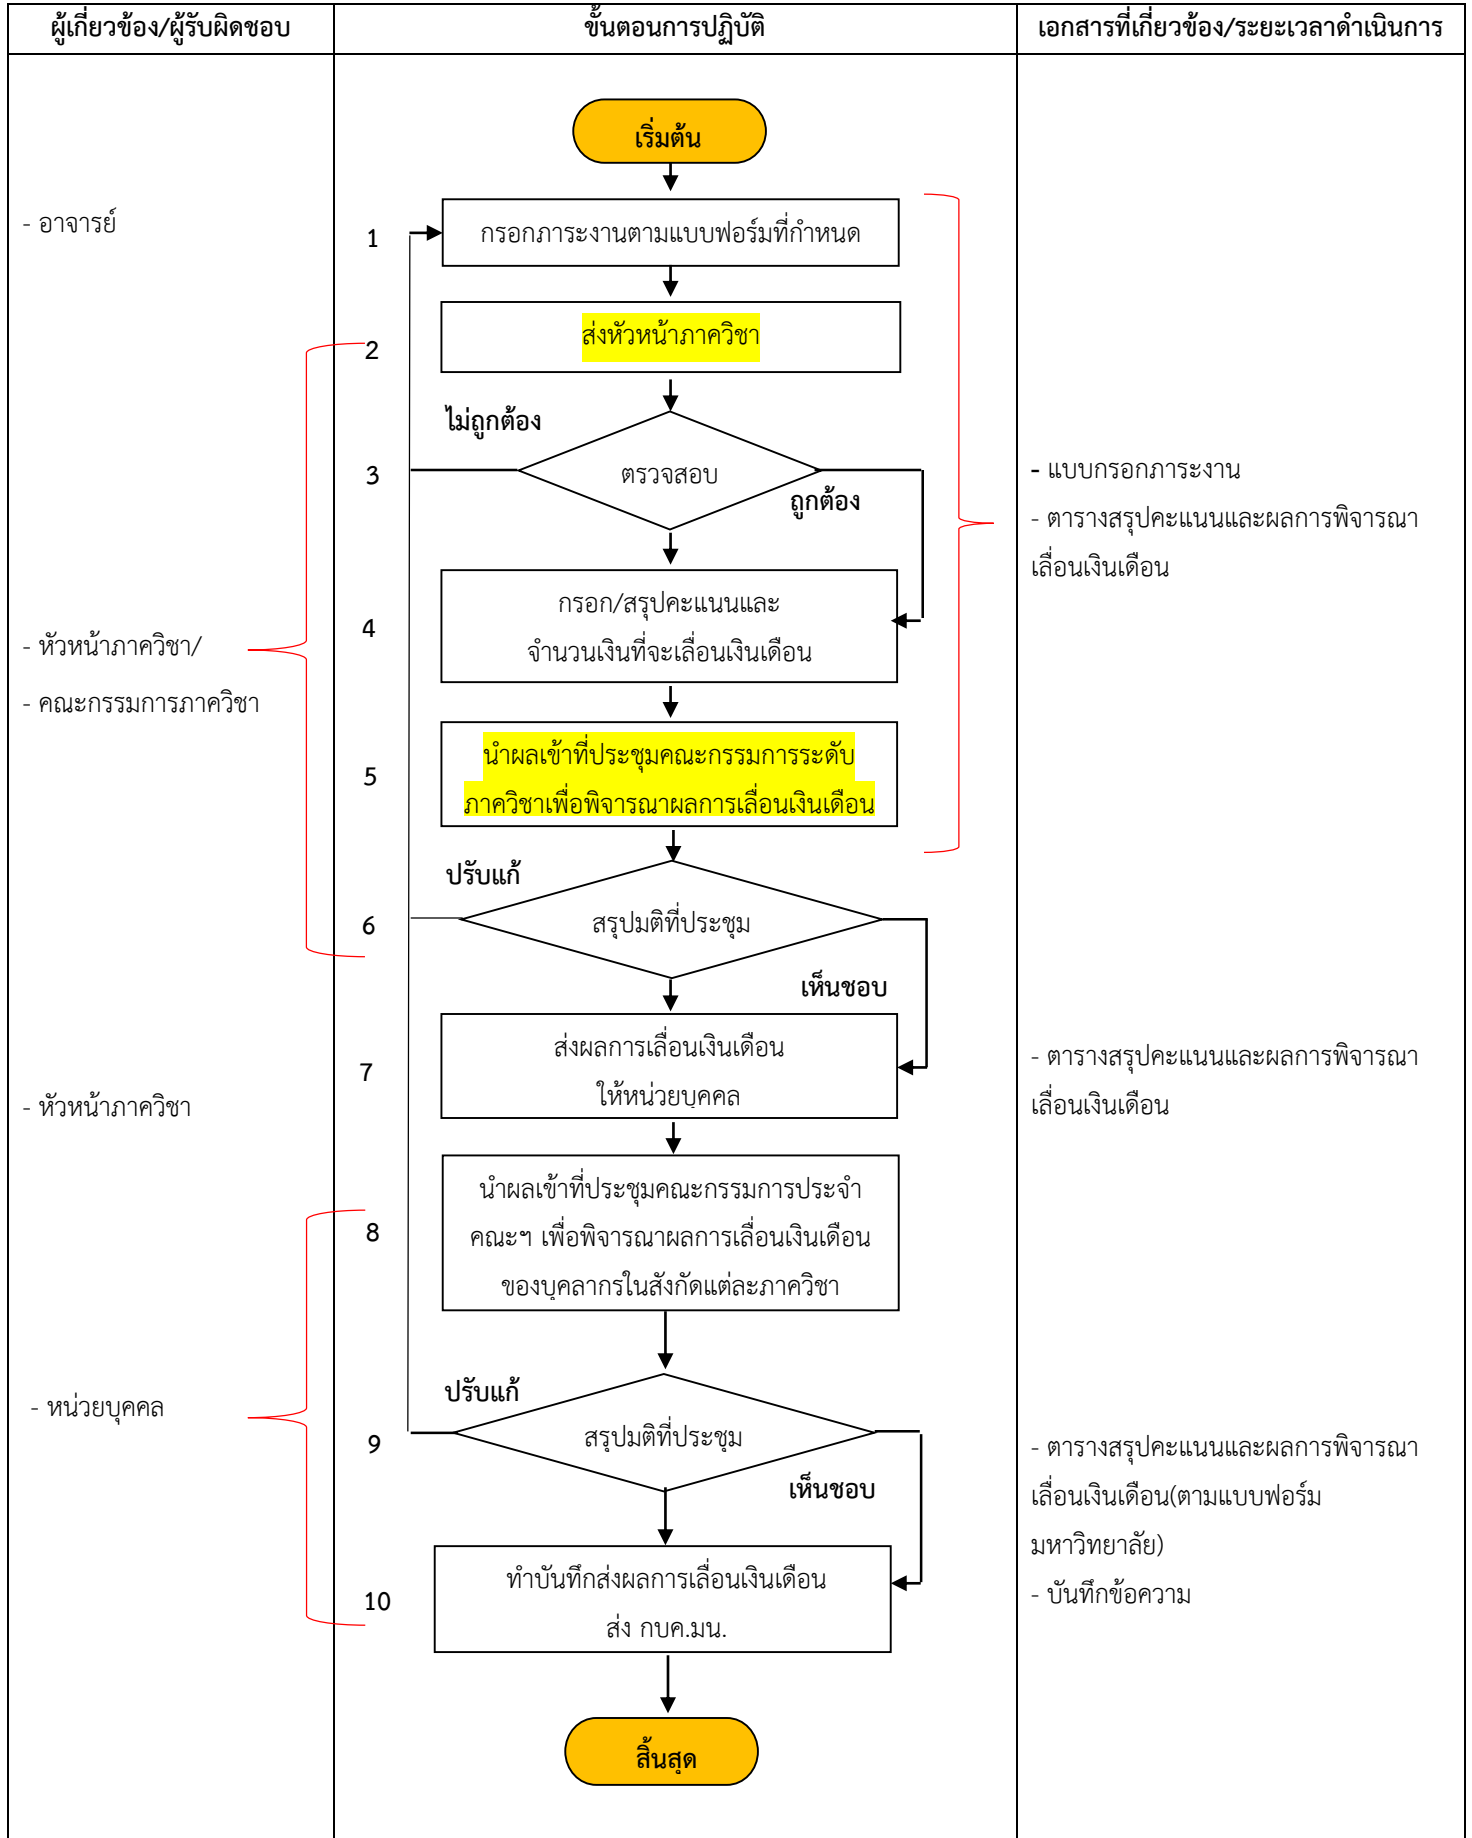 ผู้เกี่ยวข้อง/ผู้รับผิดชอบ
ขั้นตอนการปฏิบัติ
เอกสารที่เกี่ยวข้อง/ระยะเวลาดำเนินการ
เริ่มต้น
- อาจารย์
1
กรอกภาระงานตามแบบฟอร์มที่กำหนด
2
ส่งหัวหน้าภาควิชา
ไม่ถูกต้อง
3
ตรวจสอบ
ถูกต้อง
- แบบกรอกภาระงาน
- ตารางสรุปคะแนนและผลการพิจารณา
เลื่อนเงินเดือน
- หัวหน้าภาควิชา/
- คณะกรรมการภาควิชา
4
กรอก/สรุปคะแนนและ
จำนวนเงินที่จะเลื่อนเงินเดือน
5
นำผลเข้าที่ประชุมคณะกรรมการระดับ
ภาควิชาเพื่อพิจารณาผลการเลื่อนเงินเดือน
ปรับแก้
6
สรุปมติที่ประชุม
เห็นชอบ
- หัวหน้าภาควิชา
7
ส่งผลการเลื่อนเงินเดือน
ให้หน่วยบุคคล
- ตารางสรุปคะแนนและผลการพิจารณา
เลื่อนเงินเดือน
8
นำผลเข้าที่ประชุมคณะกรรมการประจำ
คณะฯ เพื่อพิจารณาผลการเลื่อนเงินเดือน
ของบุคลากรในสังกัดแต่ละภาควิชา
- หน่วยบุคคล
ปรับแก้
9
สรุปมติที่ประชุม
เห็นชอบ
- ตารางสรุปคะแนนและผลการพิจารณา
เลื่อนเงินเดือน(ตามแบบฟอร์ม
มหาวิทยาลัย)
- บันทึกข้อความ
10
ทำบันทึกส่งผลการเลื่อนเงินเดือน
ส่ง กบค.มน.
สิ้นสุด